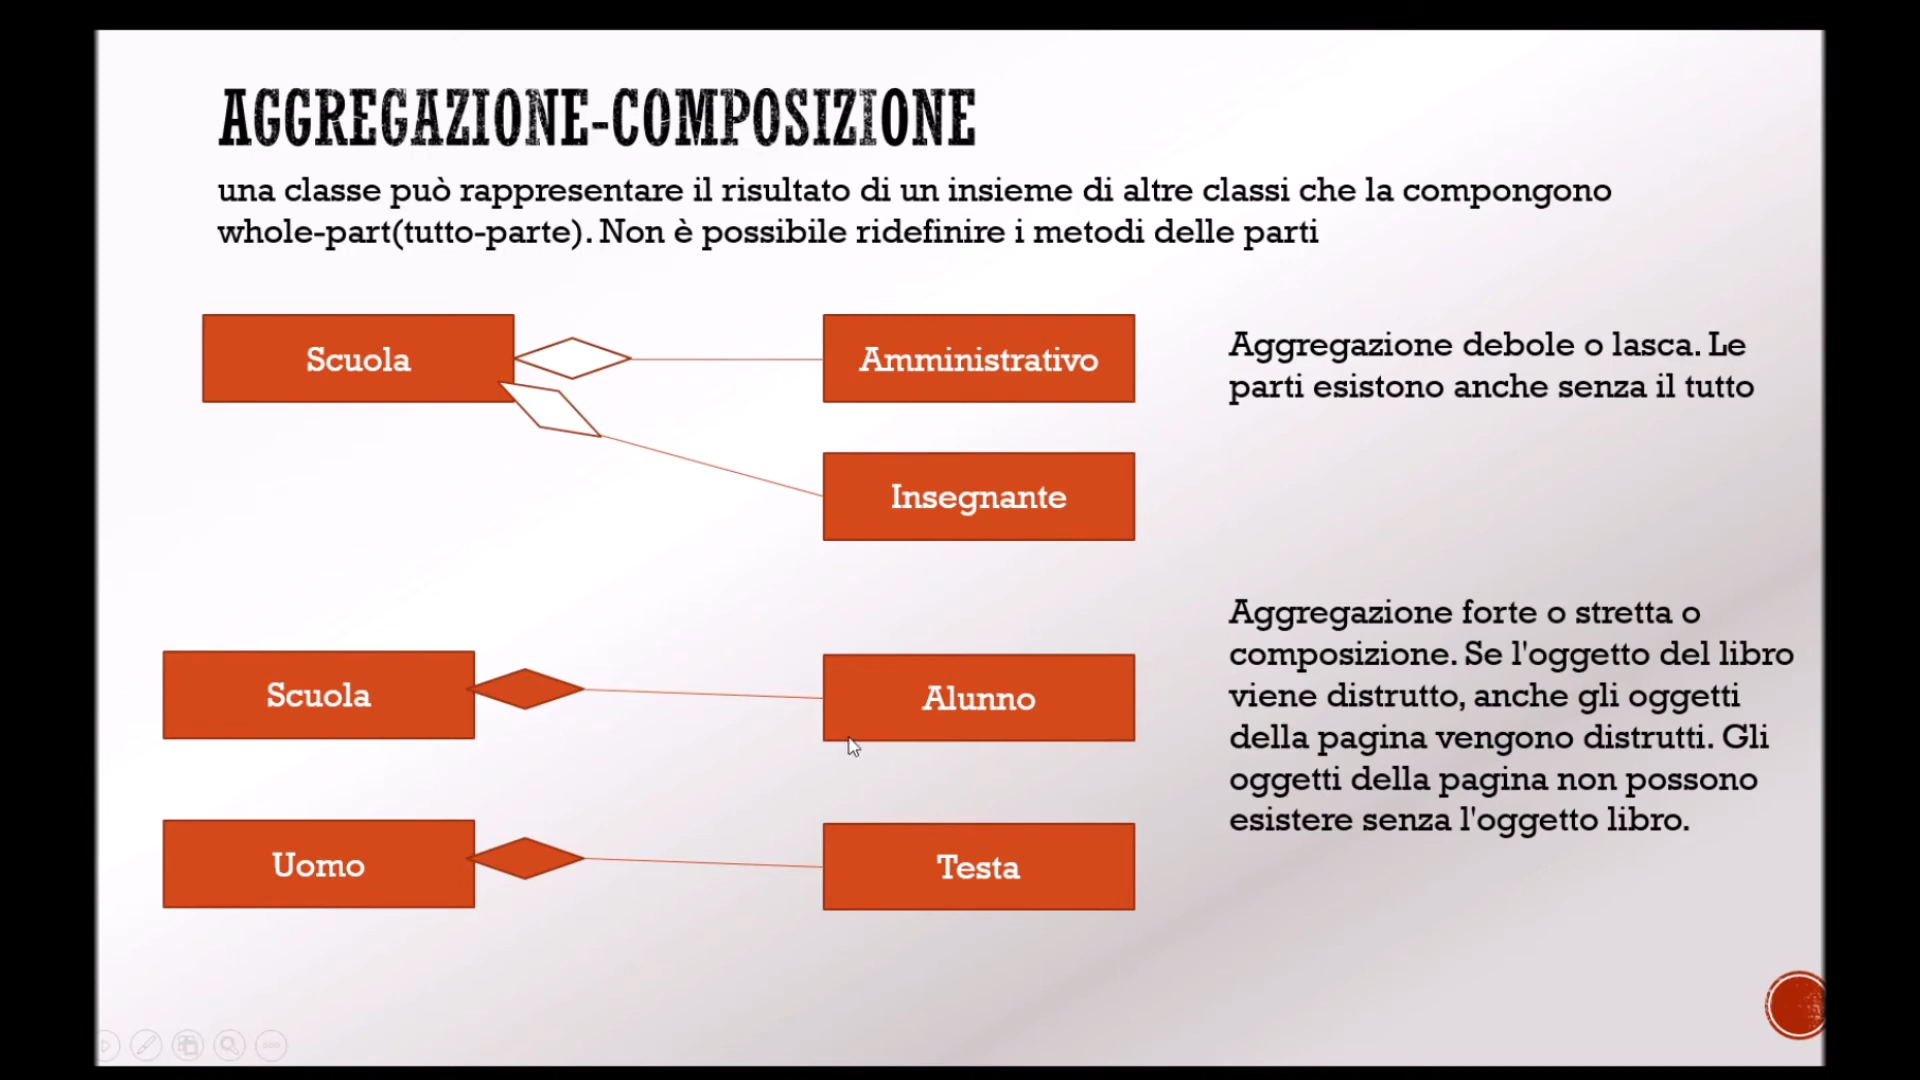 AGGREGAZIONE-COMPOSIZIONE
una classe può rappresentare il risultato di un insieme di altre classi che la compongono
whole-part(tutto-parte). Non è possibile ridefinire i metodi delle parti
Scuola
Amministrativo
Aggregazione debole o lasca. Le
parti esistono anche senza il tutto
Insegnante
Scuola
Alunno
Aggregazione forte o stretta o
composizione. Se l'oggetto del libro
viene distrutto, anche gli oggetti
della pagina vengono distrutti. Gli
oggetti della pagina non possono
esistere senza l'oggetto libro.
Uomo
Testa